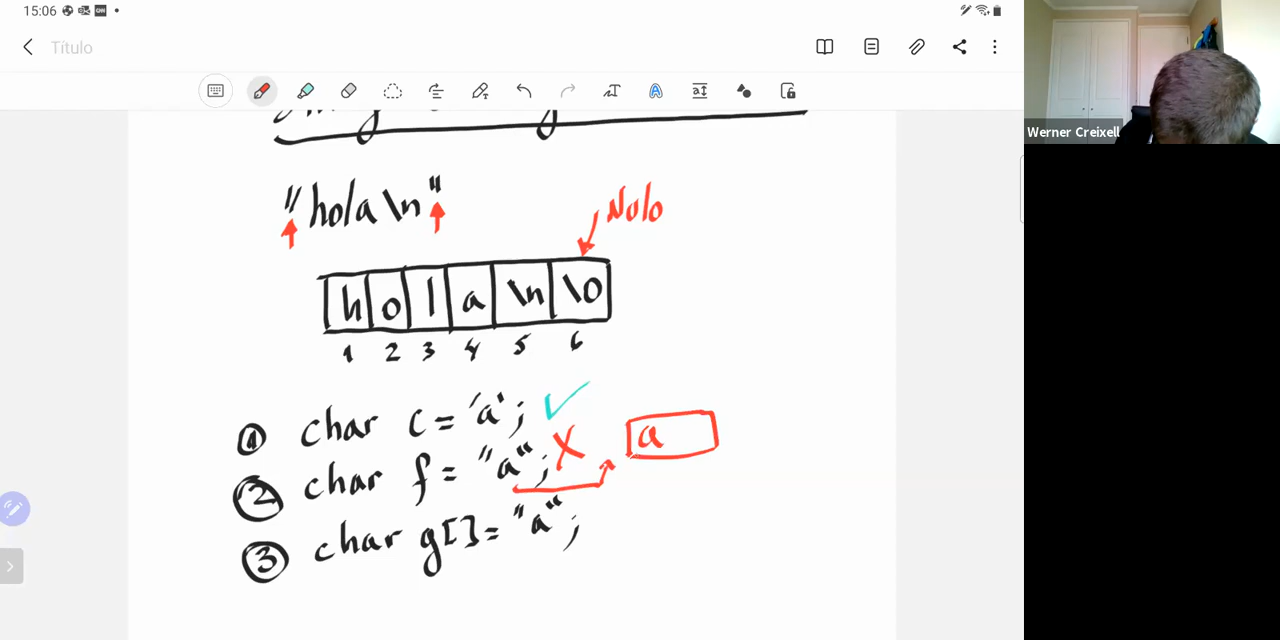 15:06
Título
Werner Creixell
"hola\n"
Nulo
h o l a \n \0
1 2 3 4 5 6
① char c = 'a';
a
② char f = "a"; X
③ char g[] = "a";